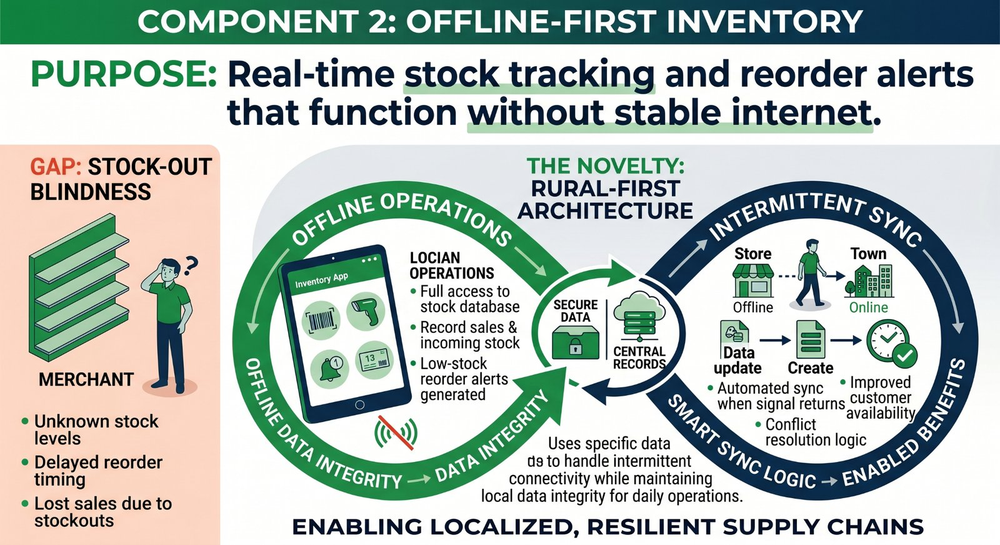 COMPONENT 2: OFFLINE-FIRST INVENTORY
PURPOSE: Real-time stock tracking and reorder alerts
that function without stable internet.
GAP: STOCK-OUT
BLINDNESS
?
MERCHANT
• Unknown stock
levels
• Delayed reorder
timing
• Lost sales due to
stockouts
THE NOVELTY:
RURAL-FIRST
ARCHITECTURE
OFFLINE OPERATIONS
Inventory App
1
13
LOCIAN
OPERATIONS
• Full access to
stock database
• Record sales &
incoming stock
• Low-stock
reorder alerts
generated
OFFLINE DATA INTEGRITY → DATA INTEGRITY
SECURE
DATA
CENTRAL
RECORDS
INTERMITTENT SYNC
Store
Town
Offline
Online
Data
update
Create
• Automated sync
when signal returns
• Improved
customer
availability
• Conflict
resolution logic
SMART SYNC LOGIC → ENABLED BENEFITS
Uses specific data
to handle intermittent
connectivity while maintaining
local data integrity for daily operations.
ENABLING LOCALIZED, RESILIENT SUPPLY CHAINS